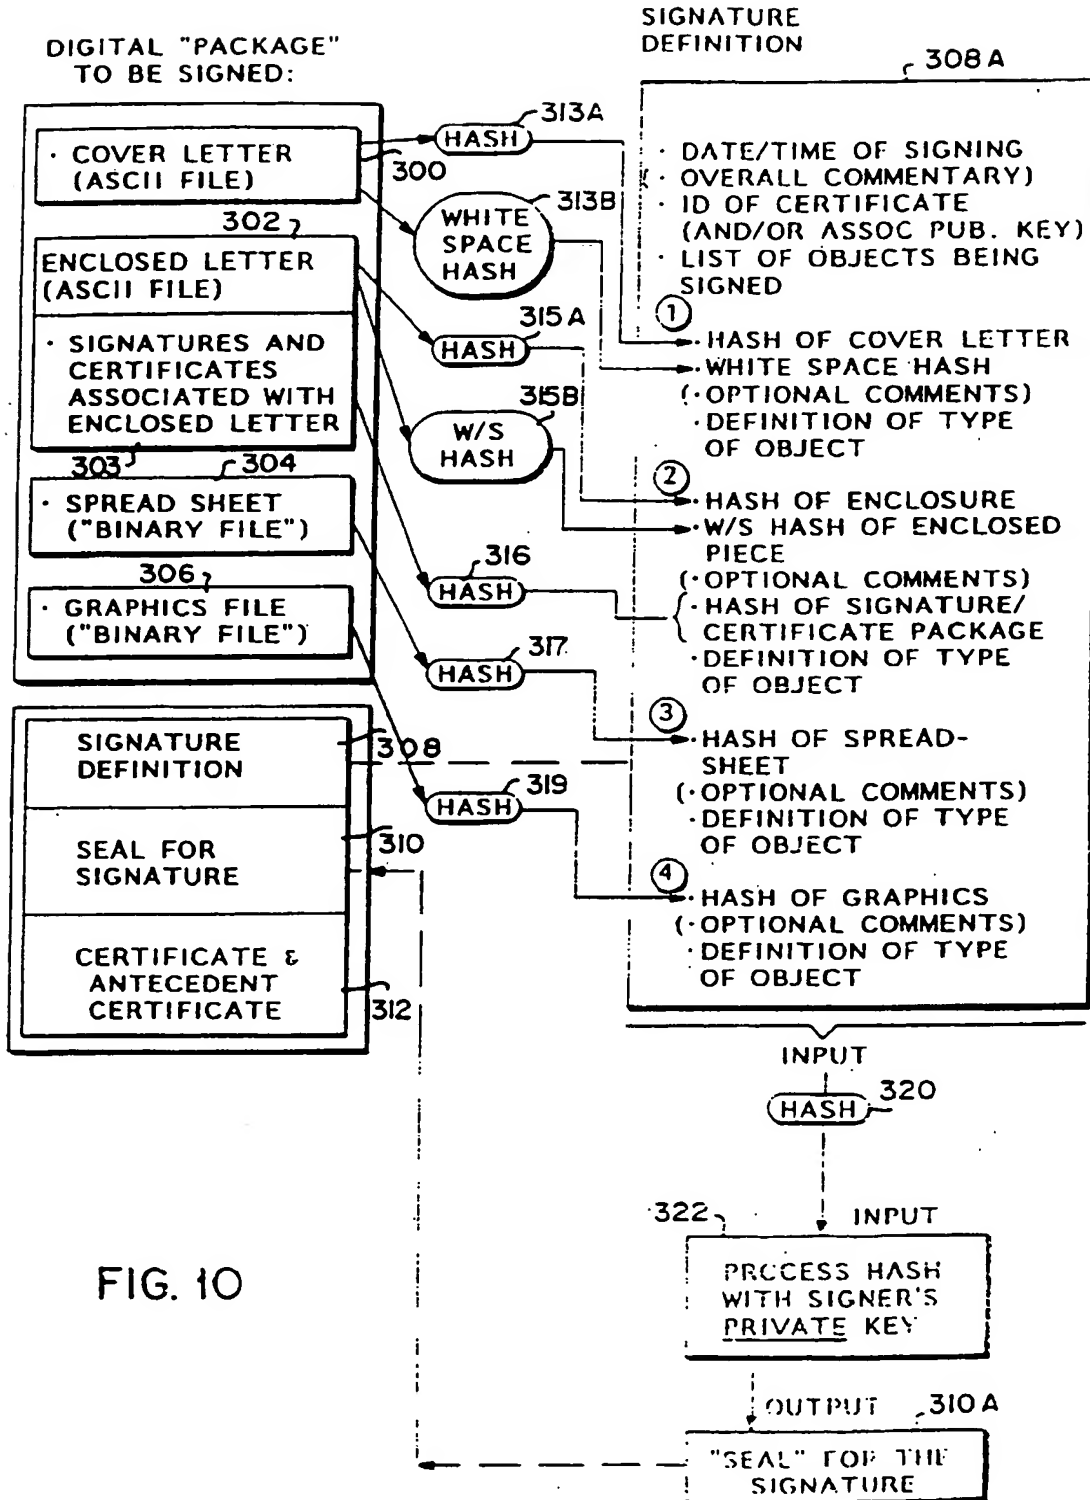 DIGITAL "PACKAGE"
TO BE SIGNED:
· COVER LETTER
(ASCII FILE)
300
302
ENCLOSED LETTER
(ASCII FILE)
· SIGNATURES AND
CERTIFICATES
ASSOCIATED WITH
ENCLOSED LETTER
303
304
· SPREAD SHEET
("BINARY FILE")
306
· GRAPHICS FILE
("BINARY FILE")
SIGNATURE
DEFINITION
308
SEAL FOR
SIGNATURE
310
CERTIFICATE &
ANTECEDENT
CERTIFICATE
312
313A
HASH
313B
WHITE
SPACE
HASH
315A
HASH
315B
W/S
HASH
316
HASH
317
HASH
319
HASH
SIGNATURE
DEFINITION
308A
· DATE/TIME OF SIGNING
(· OVERALL COMMENTARY)
· ID OF CERTIFICATE
(AND/OR ASSOC PUB. KEY)
· LIST OF OBJECTS BEING
SIGNED
1
· HASH OF COVER LETTER
· WHITE SPACE HASH
(· OPTIONAL COMMENTS)
· DEFINITION OF TYPE
OF OBJECT
2
· HASH OF ENCLOSURE
· W/S HASH OF ENCLOSED
PIECE
(· OPTIONAL COMMENTS)
· HASH OF SIGNATURE/
CERTIFICATE PACKAGE
· DEFINITION OF TYPE
OF OBJECT
3
· HASH OF SPREAD-
SHEET
(· OPTIONAL COMMENTS)
· DEFINITION OF TYPE
OF OBJECT
4
· HASH OF GRAPHICS
(· OPTIONAL COMMENTS)
· DEFINITION OF TYPE
OF OBJECT
INPUT
HASH
320
322
INPUT
PROCESS HASH
WITH SIGNER'S
PRIVATE KEY
OUTPUT
310A
"SEAL" FOR THE
SIGNATURE
FIG. 10